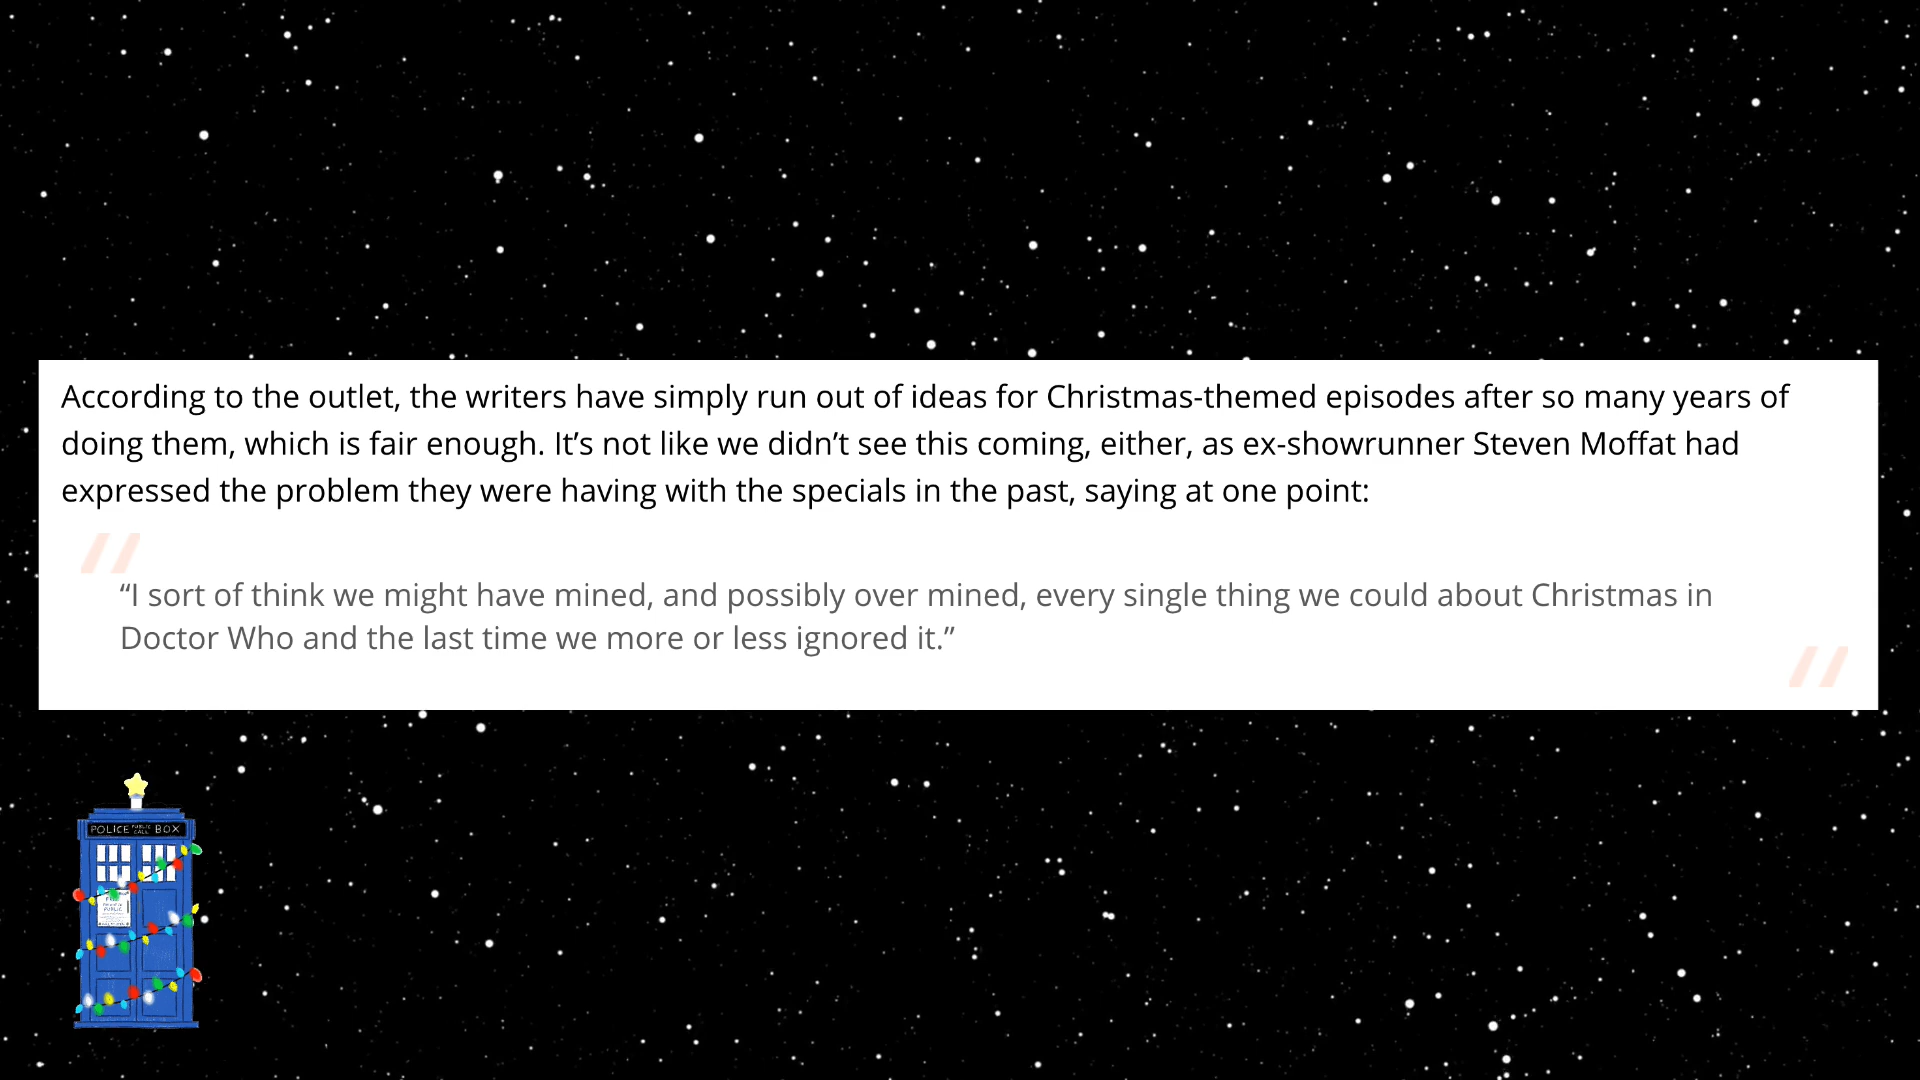 According to the outlet, the writers have simply run out of ideas for Christmas-themed episodes after so many years of
doing them, which is fair enough. It’s not like we didn’t see this coming, either, as ex-showrunner Steven Moffat had
expressed the problem they were having with the specials in the past, saying at one point:
“I sort of think we might have mined, and possibly over mined, every single thing we could about Christmas in
Doctor Who and the last time we more or less ignored it.”
POLICE PUBLIC CALL BOX